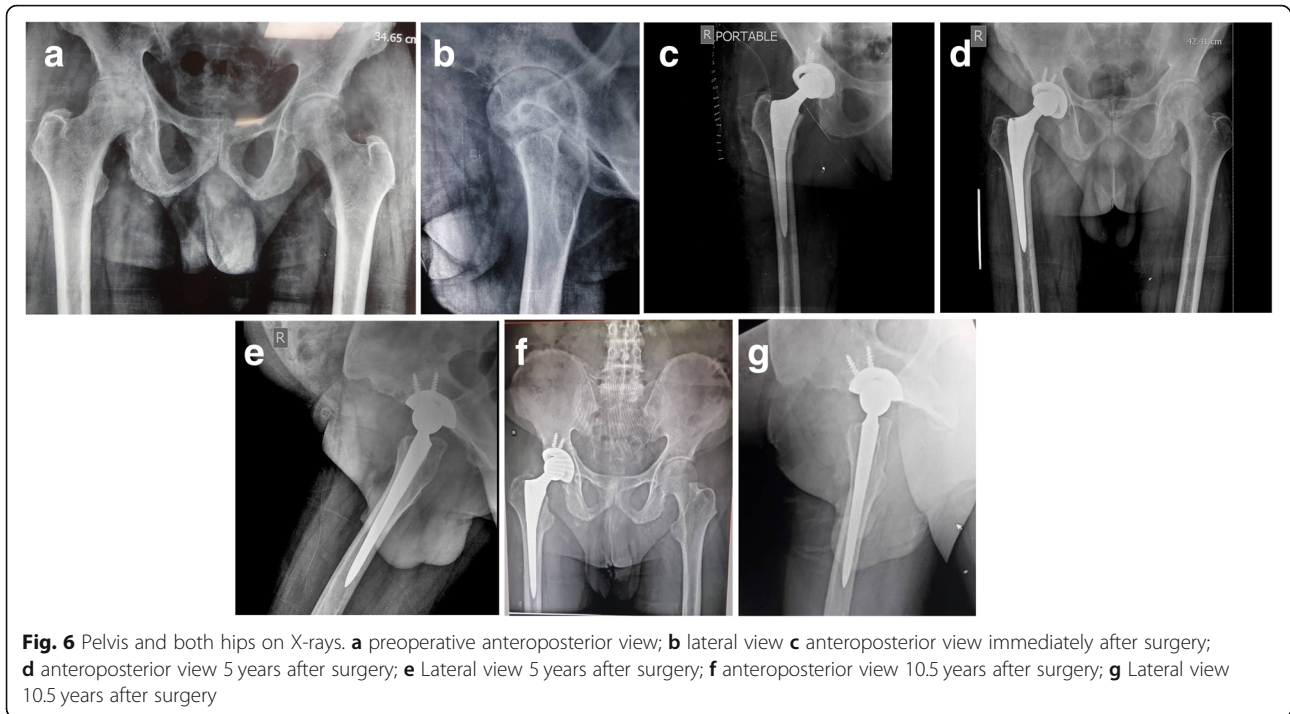 a
34.65 cm
b
c
R PORTABLE
d
R
42.41 cm
e
R
f
g
Fig. 6 Pelvis and both hips on X-rays. a preoperative anteroposterior view; b lateral view c anteroposterior view immediately after surgery;
d anteroposterior view 5 years after surgery; e Lateral view 5 years after surgery; f anteroposterior view 10.5 years after surgery; g Lateral view
10.5 years after surgery